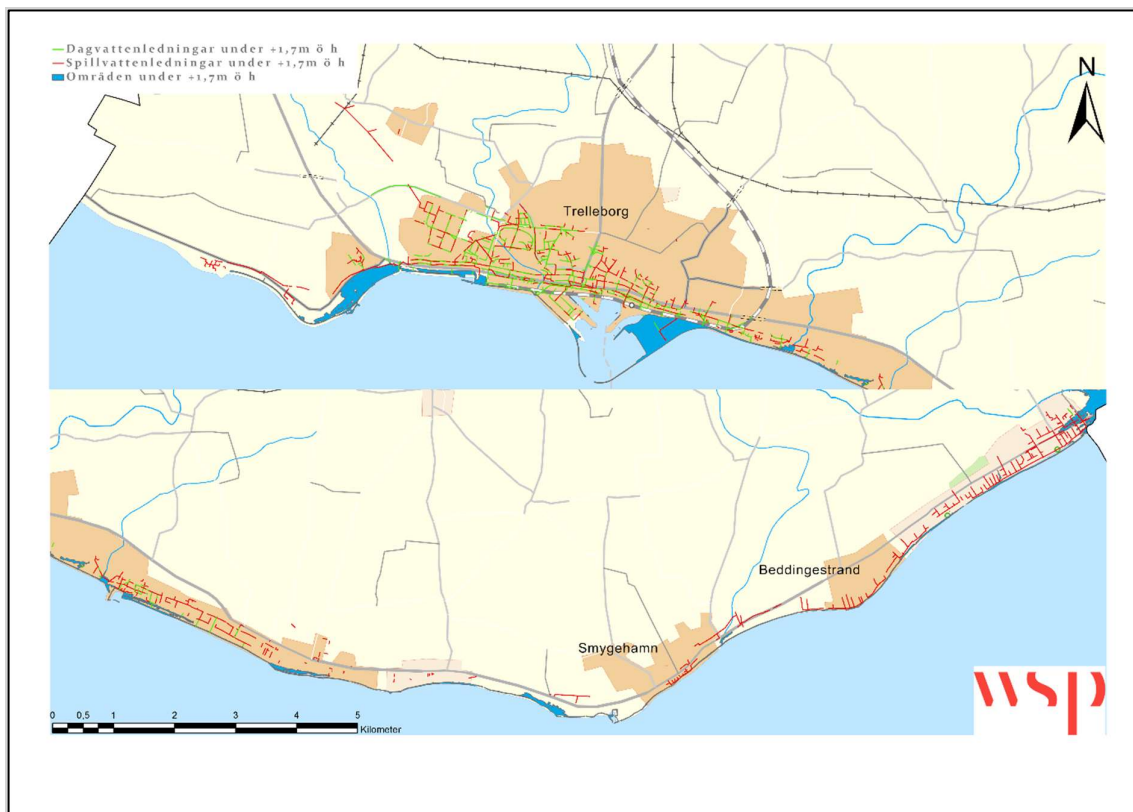 Dagvattenledningar under +1,7m ö h
Spillvattenledningar under +1,7m ö h
Områden under +1,7m ö h
N
Trelleborg
Beddingestrand
Smygehamn
wsp
0 0,5 1 2 3 4 5
Kilometer